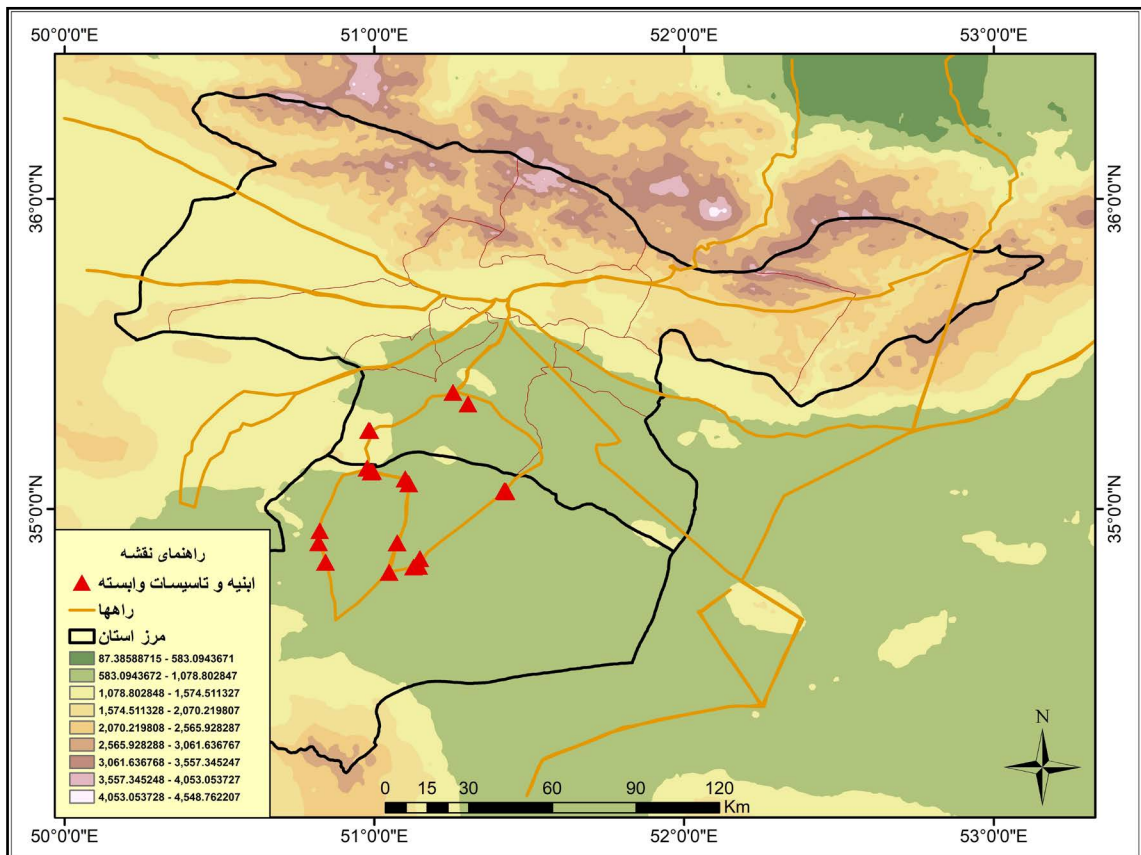 50°0'0"E 51°0'0"E 52°0'0"E 53°0'0"E
36°0'0"N 36°0'0"N
35°0'0"N 35°0'0"N
راهنمای نقشه
ابنیه و تاسیسات وابسته
راهها
مرز استان
87.38588715 - 583.0943671
583.0943672 - 1,078.802847
1,078.802848 - 1,574.511327
1,574.511328 - 2,070.219807
2,070.219808 - 2,565.928287
2,565.928288 - 3,061.636767
3,061.636768 - 3,557.345247
3,557.345248 - 4,053.053727
4,053.053728 - 4,548.762207
N
0 15 30 60 90 120
Km
50°0'0"E 51°0'0"E 52°0'0"E 53°0'0"E